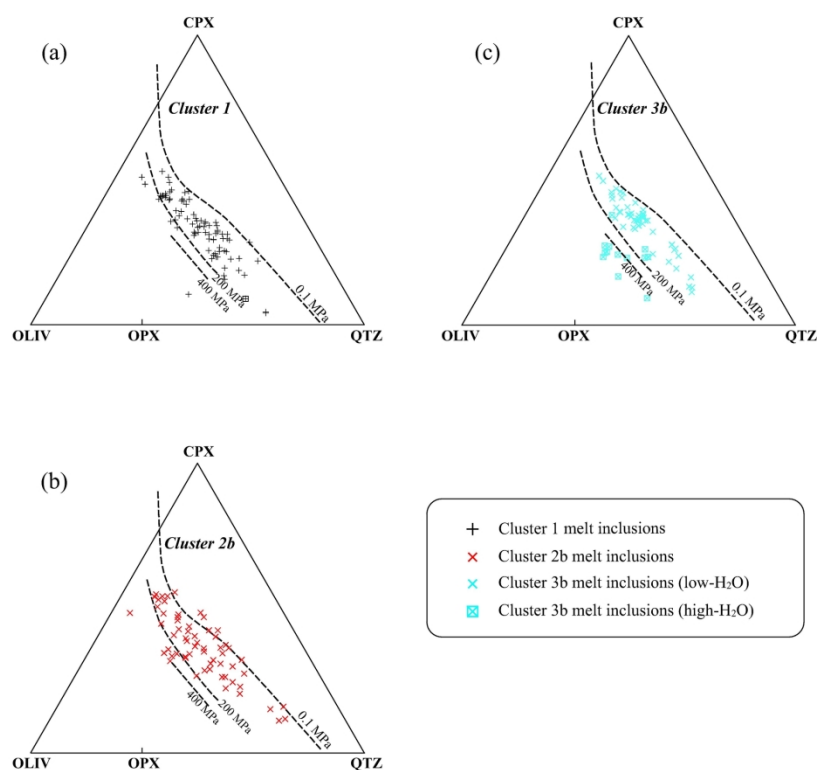 (a)
CPX
Cluster 1
400 MPa
200 MPa
0.1 MPa
OLIV
OPX
QTZ
(c)
CPX
Cluster 3b
400 MPa
200 MPa
0.1 MPa
OLIV
OPX
QTZ
(b)
CPX
Cluster 2b
400 MPa
200 MPa
0.1 MPa
OLIV
OPX
QTZ
Cluster 1 melt inclusions
Cluster 2b melt inclusions
Cluster 3b melt inclusions (low-H₂O)
Cluster 3b melt inclusions (high-H₂O)